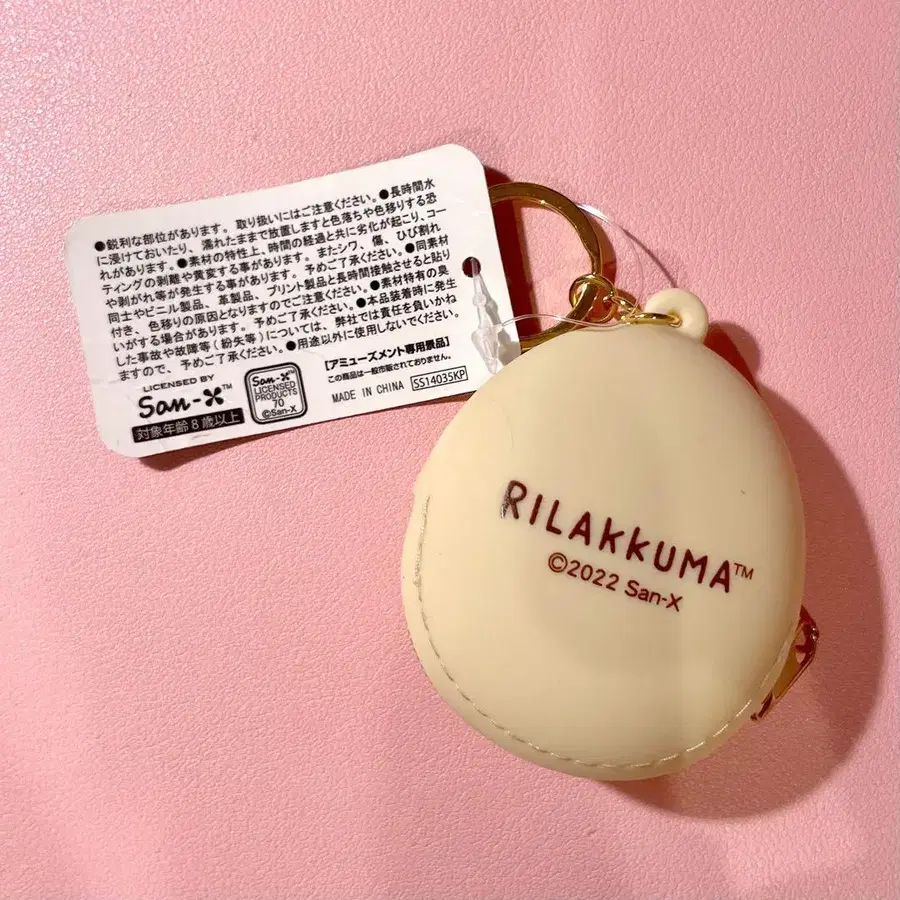 ●鋭利な部位があります。取り扱いにはご注意ください。●長時間水
に浸けておいたり、濡れたままで放置しますと色落ちや色移りする恐
れがあります。●素材の特性上、時間の経過と共に劣化が起こり、コー
ティングの剥離や黄変する事があります。またシワ、傷、ひび割れ
や剥がれ等が発生する事があります。予めご了承ください。●同素材
同士やビニル製品、革製品、プリント製品と長時間接触させると貼り
付き、色移りの原因となりますのでご注意ください。●素材特有の臭
いがする場合があります。予めご了承ください。●本品装着時に発生
した事故や故障等(紛失等)については、弊社では責任を負いかね
ますので、予めご了承ください。●用途以外に使用しないでください。
LICENSED BY
San-X™
対象年齢8歳以上
San-X
LICENSED
PRODUCTS
70
©San-X
【アミューズメント専用景品】
この商品は一般市販されておりません。
MADE IN CHINA SS14035KP
RILAKKUMA™
©2022 San-X